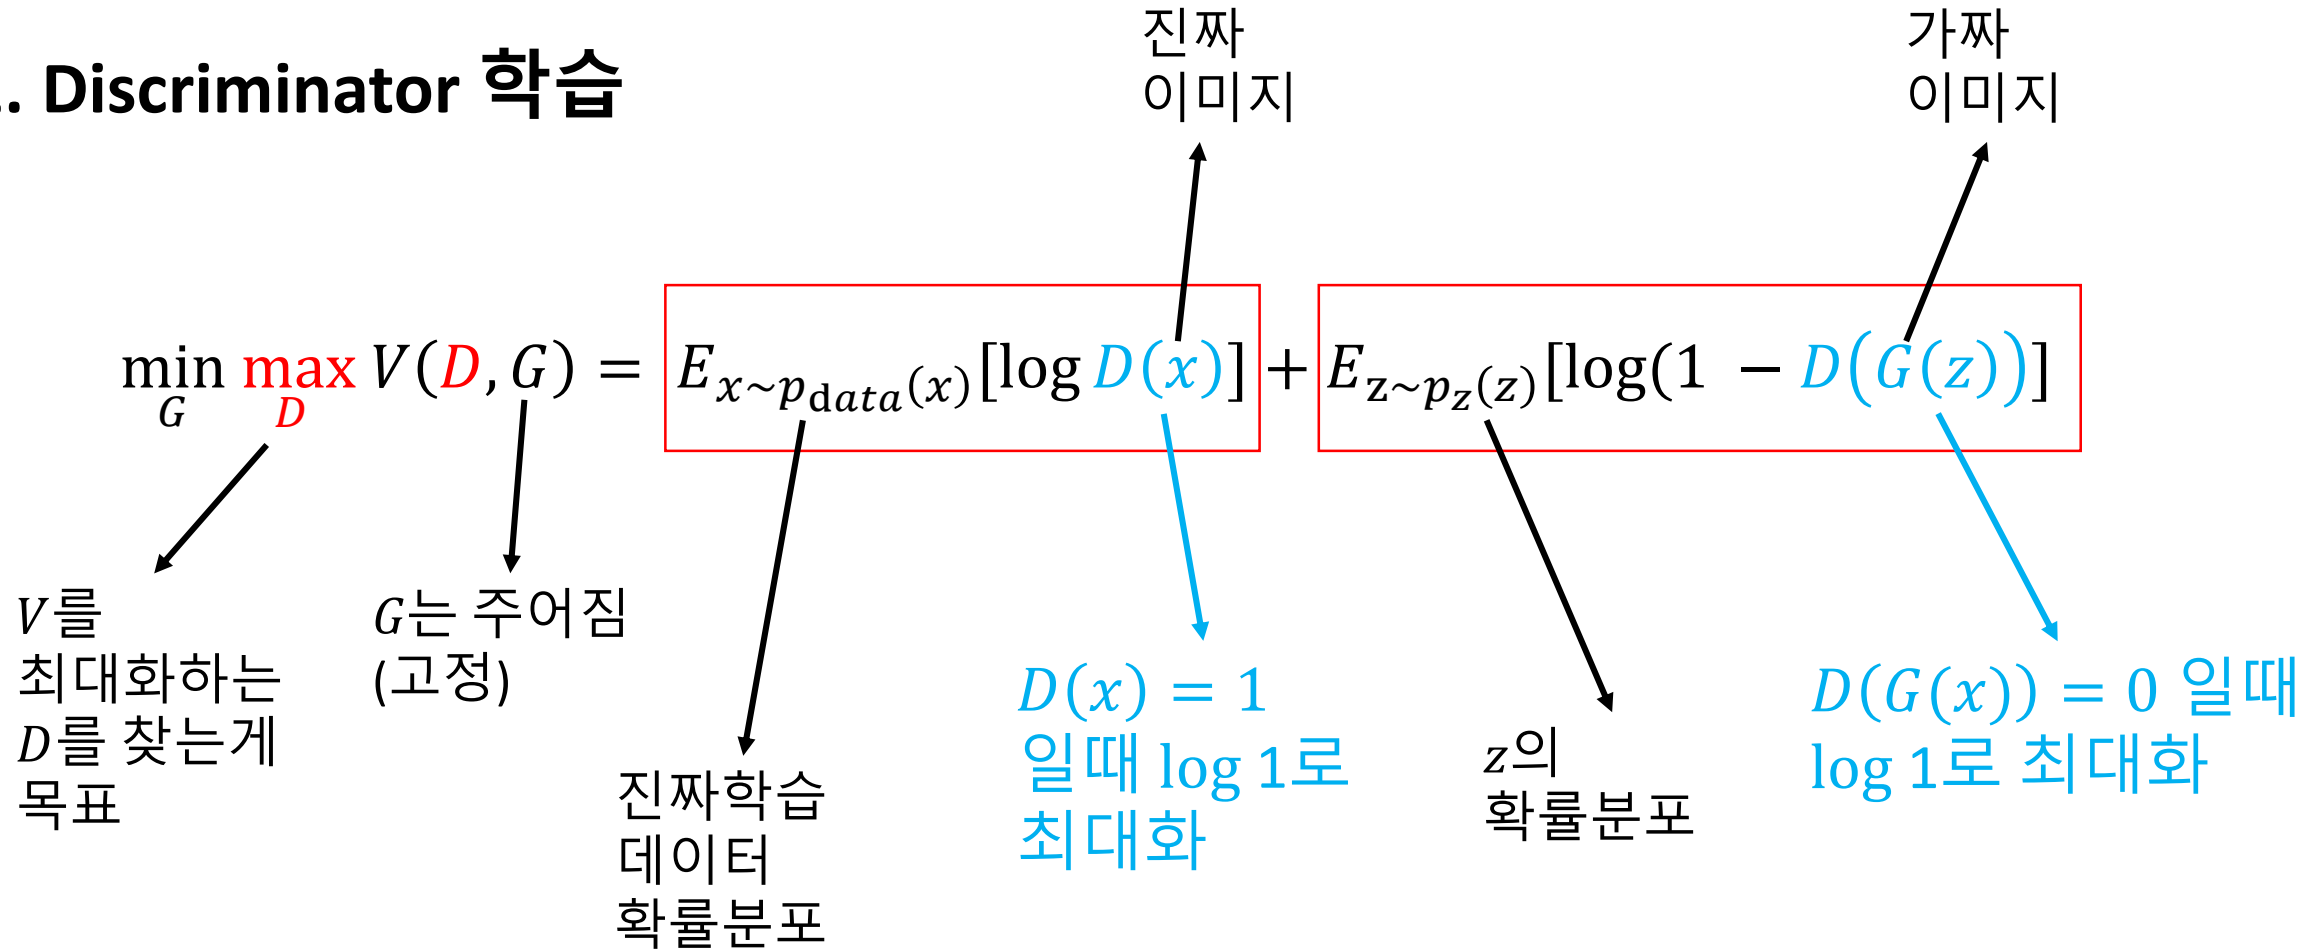 . Discriminator 학습
진짜
이미지
가짜
이미지
min max V(D, G) = E_{x~p_{data}(x)}[log D(x)] + E_{z~p_z(z)}[log(1 − D(G(z))]
G D
V를
최대화하는
D를 찾는게
목표
G는 주어짐
(고정)
진짜학습
데이터
확률분포
D(x) = 1
일때 log 1로
최대화
z의
확률분포
D(G(x)) = 0 일때
log 1로 최대화